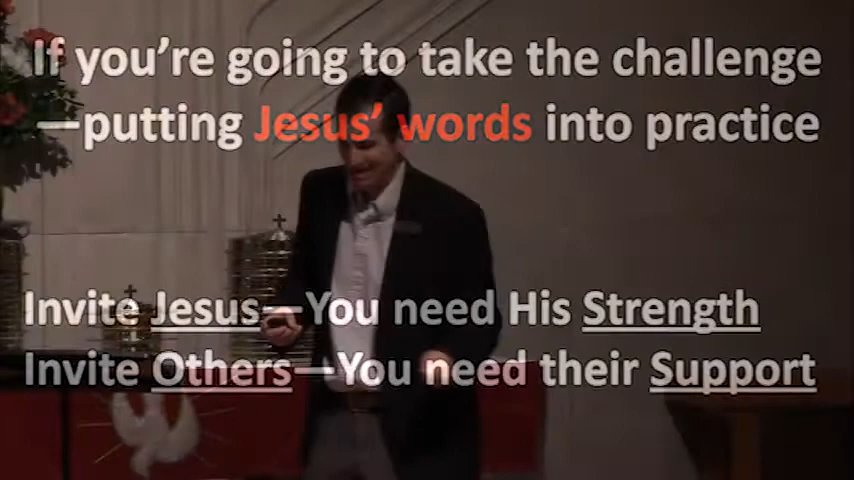 If you're going to take the challenge
—putting Jesus' words into practice
Invite Jesus—You need His Strength
Invite Others—You need their Support